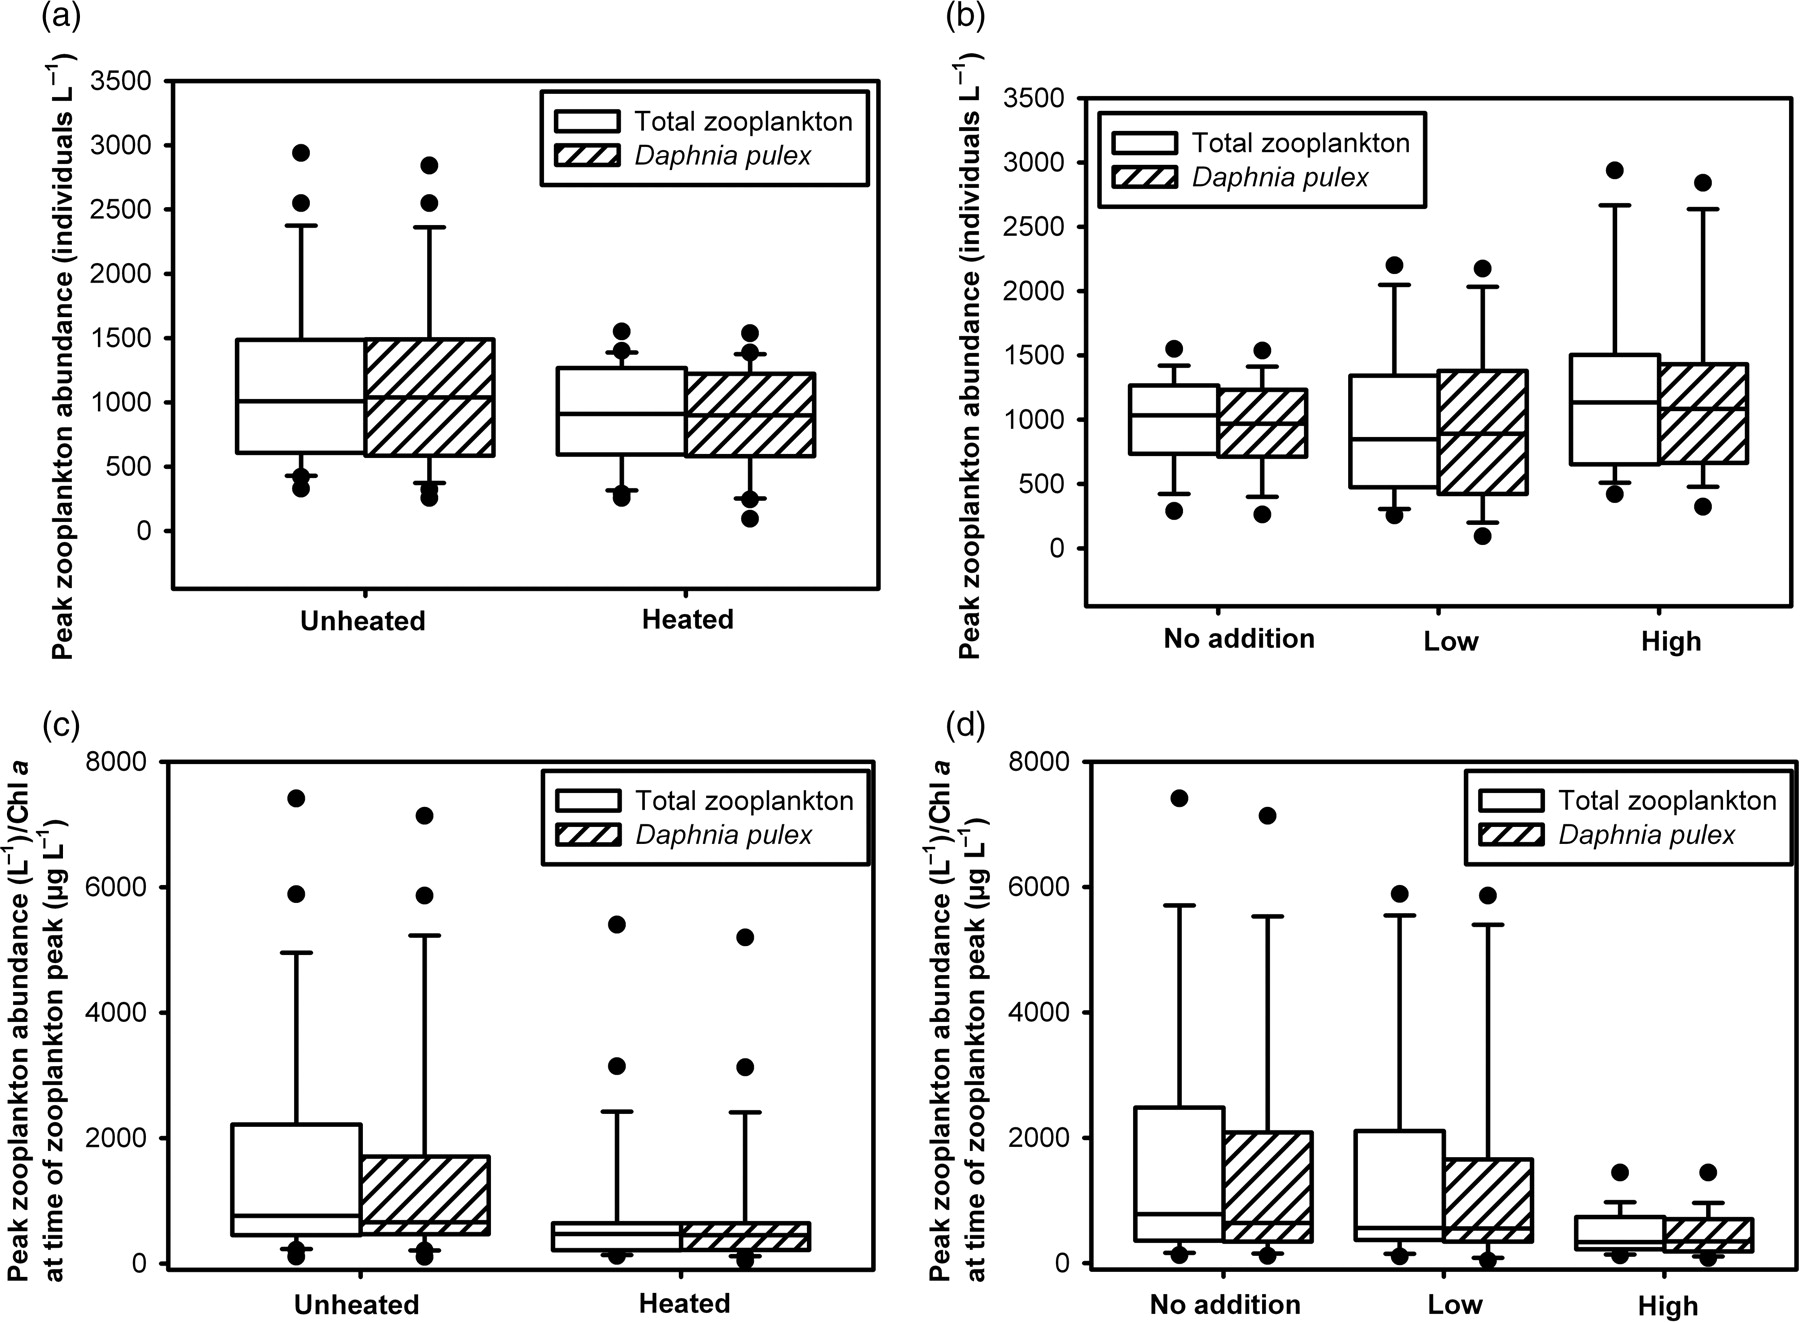 (a)
Peak zooplankton abundance (individuals L⁻¹)
3500
3000
2500
2000
1500
1000
500
0
Total zooplankton
Daphnia pulex
Unheated
Heated
(b)
Peak zooplankton abundance (individuals L⁻¹)
3500
3000
2500
2000
1500
1000
500
0
Total zooplankton
Daphnia pulex
No addition
Low
High
(c)
Peak zooplankton abundance (L⁻¹)/Chl a
at time of zooplankton peak (µg L⁻¹)
8000
6000
4000
2000
0
Total zooplankton
Daphnia pulex
Unheated
Heated
(d)
Peak zooplankton abundance (L⁻¹)/Chl a
at time of zooplankton peak (µg L⁻¹)
8000
6000
4000
2000
0
Total zooplankton
Daphnia pulex
No addition
Low
High